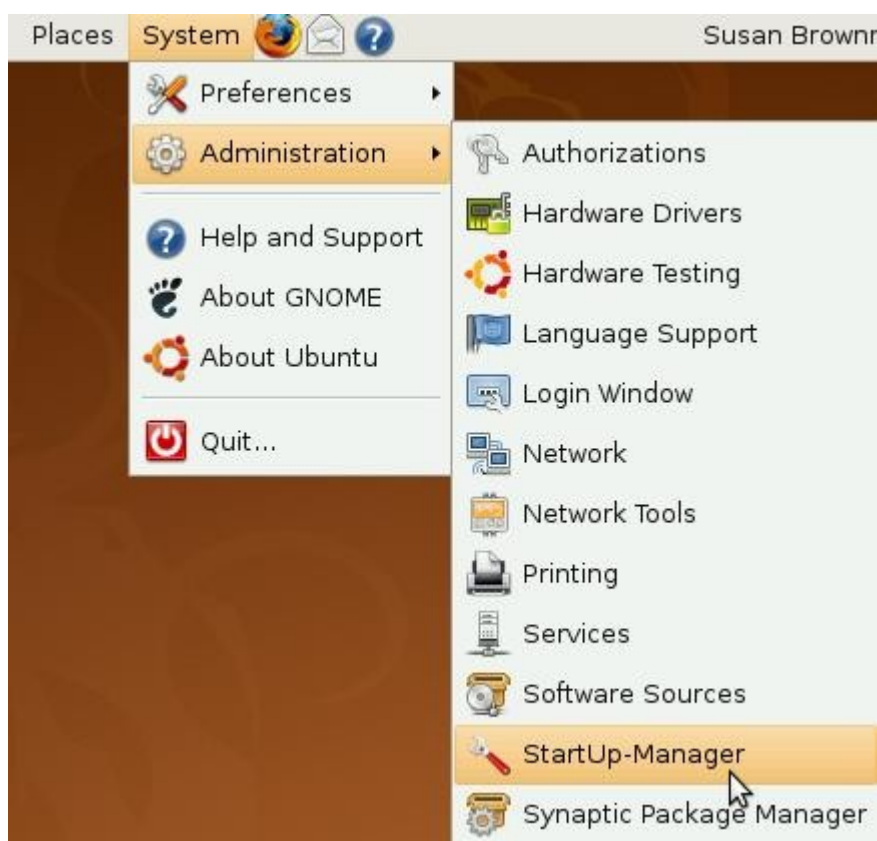 Places System Susan Brownr
Preferences
Administration
Help and Support
About GNOME
About Ubuntu
Quit...
Authorizations
Hardware Drivers
Hardware Testing
Language Support
Login Window
Network
Network Tools
Printing
Services
Software Sources
StartUp-Manager
Synaptic Package Manager